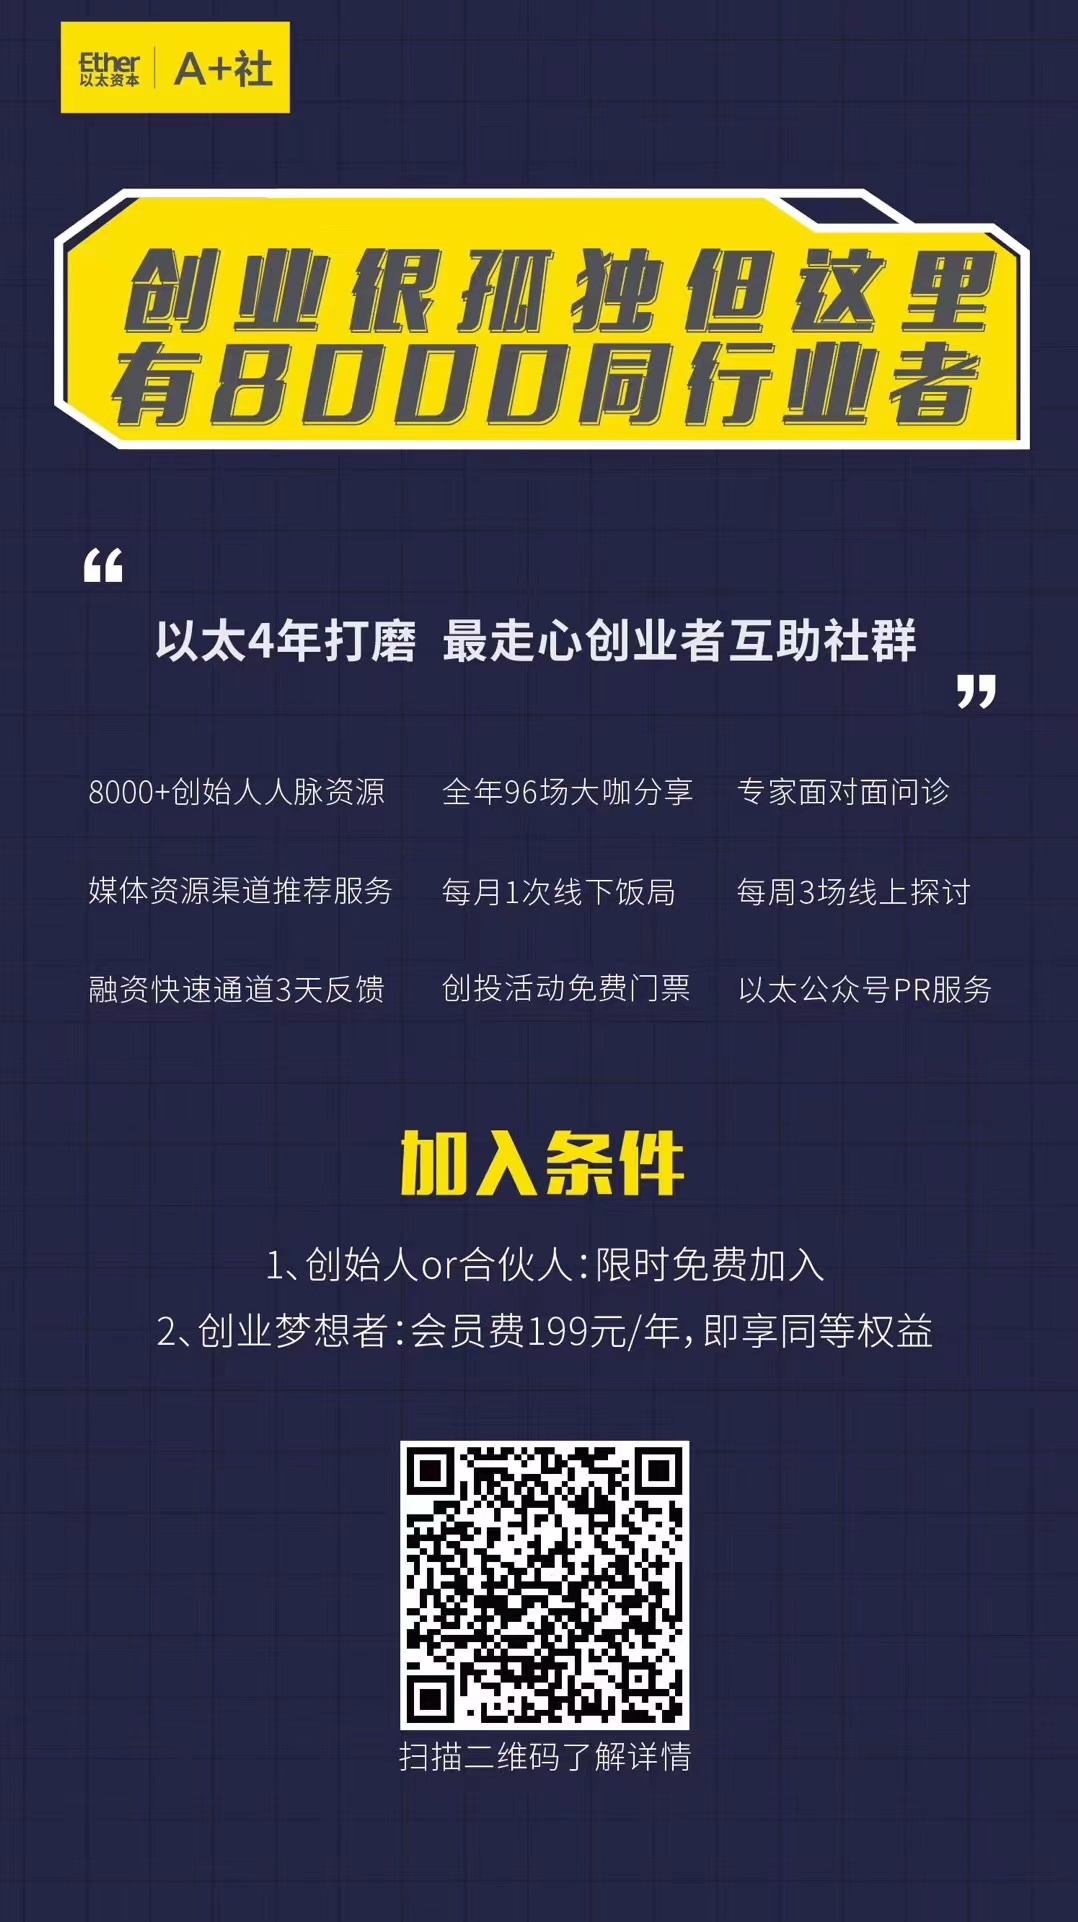 Ether
以太资本
A+社
创业很孤独但这里
有8000同行业者
“
以太4年打磨 最走心创业者互助社群
”
8000+创始人人脉资源 全年96场大咖分享 专家面对面问诊
媒体资源渠道推荐服务 每月1次线下饭局 每周3场线上探讨
融资快速通道3天反馈 创投活动免费门票 以太公众号PR服务
加入条件
1、创始人or合伙人：限时免费加入
2、创业梦想者：会员费199元/年，即享同等权益
扫描二维码了解详情